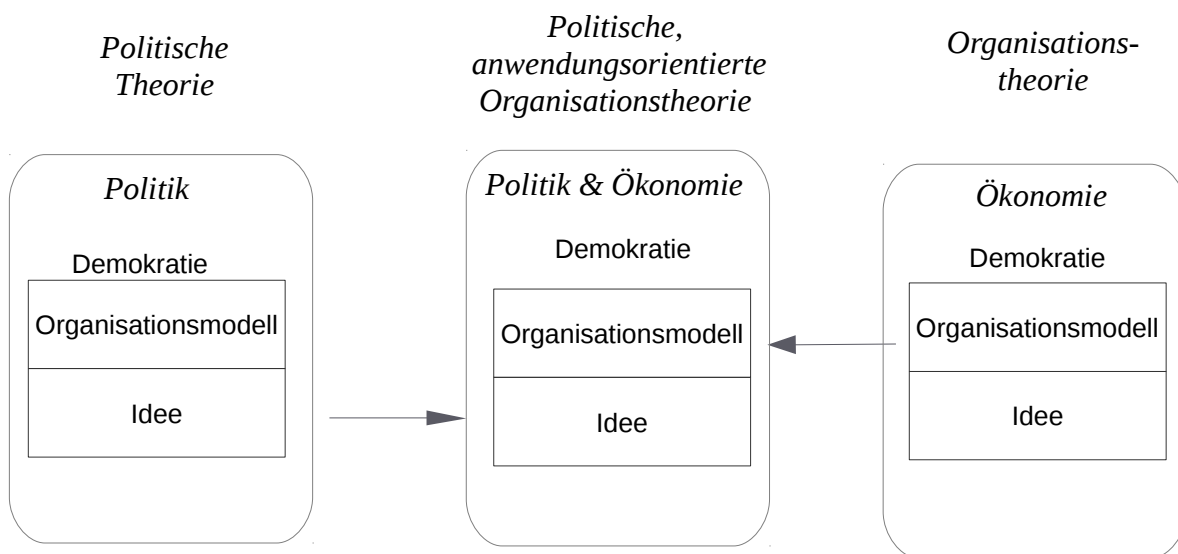 Politische
Theorie
Politische,
anwendungsorientierte
Organisationstheorie
Organisations-
theorie
Politik
Demokratie
Organisationsmodell
Idee
Politik & Ökonomie
Demokratie
Organisationsmodell
Idee
Ökonomie
Demokratie
Organisationsmodell
Idee